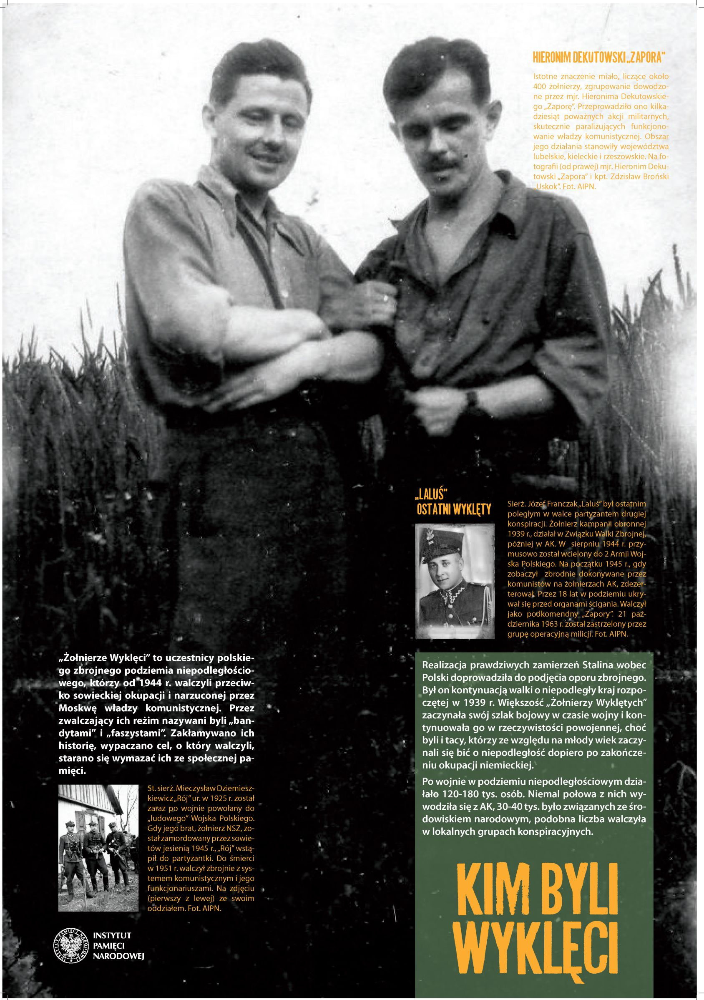 HIERONIM DEKUTOWSKI „ZAPORA"
Istotne znaczenie miało, liczące około
400 żołnierzy, zgrupowanie dowodzo-
ne przez mjr. Hieronima Dekutowskie-
go „Zaporę”. Przeprowadziło ono kilka-
dziesiąt poważnych akcji militarnych,
skutecznie paraliżujących funkcjono-
wanie władzy komunistycznej. Obszar
jego działania stanowiły województwa
lubelskie, kieleckie i rzeszowskie. Na fo-
tografii (od prawej) mjr. Hieronim Deku-
towski „Zapora” i kpt. Zdzisław Broński
„Uskok”. Fot. AIPN.
„LALUŚ"
OSTATNI WYKLĘTY
Sierż. Józef Franczak „Laluś” był ostatnim
poległym w walce partyzantem drugiej
konspiracji. Żołnierz kampanii obronnej
1939 r., działał w Związku Walki Zbrojnej,
później w AK. W sierpniu 1944 r. przy-
musowo został wcielony do 2 Armii Woj-
ska Polskiego. Na początku 1945 r., gdy
zobaczył zbrodnie dokonywane przez
komunistów na żołnierzach AK, zdezer-
terował. Przez 18 lat w podziemiu ukry-
wał się przed organami ścigania. Walczył
jako podkomendny „Zapory”. 21 paź-
dziernika 1963 r. został zastrzelony przez
grupę operacyjną milicji. Fot. AIPN.
„Żołnierze Wyklęci” to uczestnicy polskie-
go zbrojnego podziemia niepodległościo-
wego, którzy od 1944 r. walczyli przeciw-
ko sowieckiej okupacji i narzuconej przez
Moskwę władzy komunistycznej. Przez
zwalczający ich reżim nazywani byli „ban-
dytami” i „faszystami”. Zakłamywano ich
historię, wypaczano cel, o który walczyli,
starano się wymazać ich ze społecznej pa-
mięci.
St. sierż. Mieczysław Dziemiesz-
kiewicz „Rój” ur. w 1925 r. został
zaraz po wojnie powołany do
„ludowego” Wojska Polskiego.
Gdy jego brat, żołnierz NSZ, zo-
stał zamordowany przez sowie-
tów jesienią 1945 r., „Rój” wstą-
pił do partyzantki. Do śmierci
w 1951 r. walczył zbrojnie z sys-
temem komunistycznym i jego
funkcjonariuszami. Na zdjęciu
(pierwszy z lewej) ze swoim
oddziałem. Fot. AIPN.
INSTYTUT PAMIĘCI NARODOWEJ
INSTYTUT
PAMIĘCI
NARODOWEJ
Realizacja prawdziwych zamierzeń Stalina wobec
Polski doprowadziła do podjęcia oporu zbrojnego.
Był on kontynuacją walki o niepodległy kraj rozpo-
czętej w 1939 r. Większość „Żołnierzy Wyklętych”
zaczynała swój szlak bojowy w czasie wojny i kon-
tynuowała go w rzeczywistości powojennej, choć
byli i tacy, którzy ze względu na młody wiek zaczy-
nali się bić o niepodległość dopiero po zakończe-
niu okupacji niemieckiej.
Po wojnie w podziemiu niepodległościowym dzia-
łało 120-180 tys. osób. Niemal połowa z nich wy-
wodziła się z AK, 30-40 tys. było związanych ze śro-
dowiskiem narodowym, podobna liczba walczyła
w lokalnych grupach konspiracyjnych.
KIM BYLI
WYKLĘCI